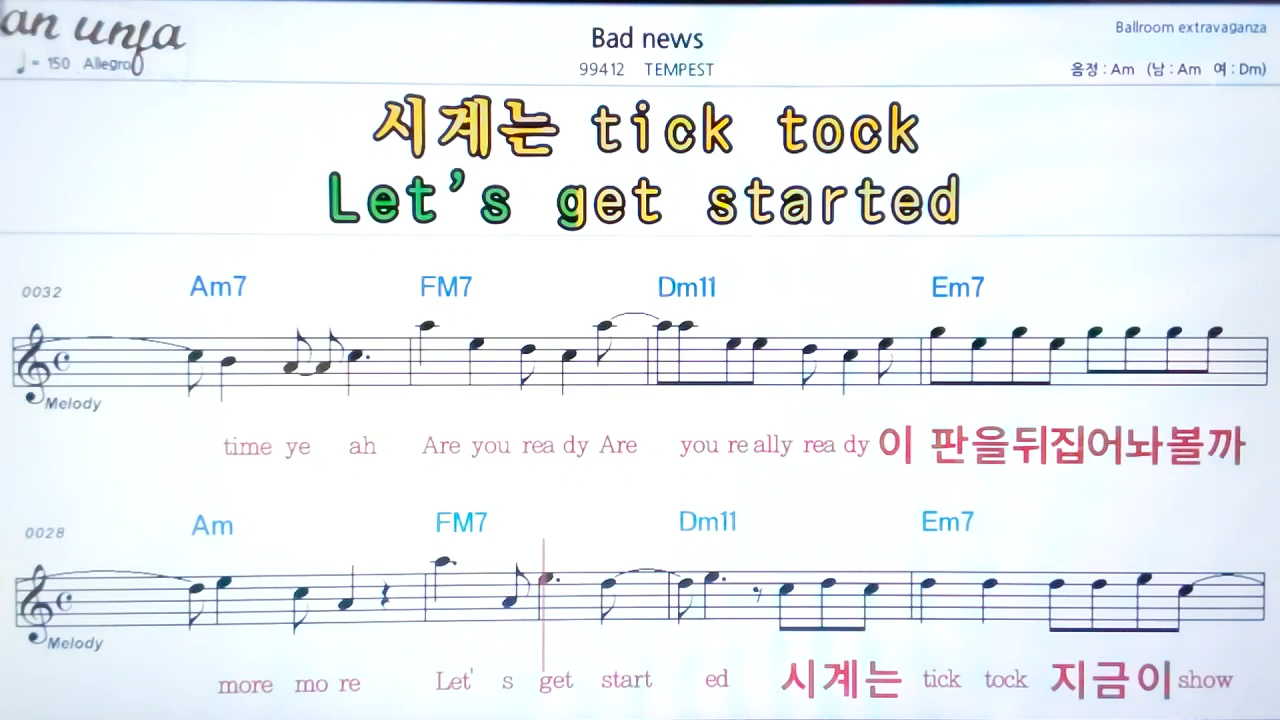 an unfa
Bad news
Ballroom extravaganza
♩= 150 Allegro
99412 TEMPEST
음정 : Am (남 : Am 여 : Dm)
시계는 tick tock
Let's get started
0032 Am7 FM7 Dm11 Em7
Melody
time ye ah Are you rea dy Are you re ally rea dy 이 판을뒤집어놔볼까
0028 Am FM7 Dm11 Em7
Melody
more mo re Let' s get start ed 시계는 tick tock 지금이 show